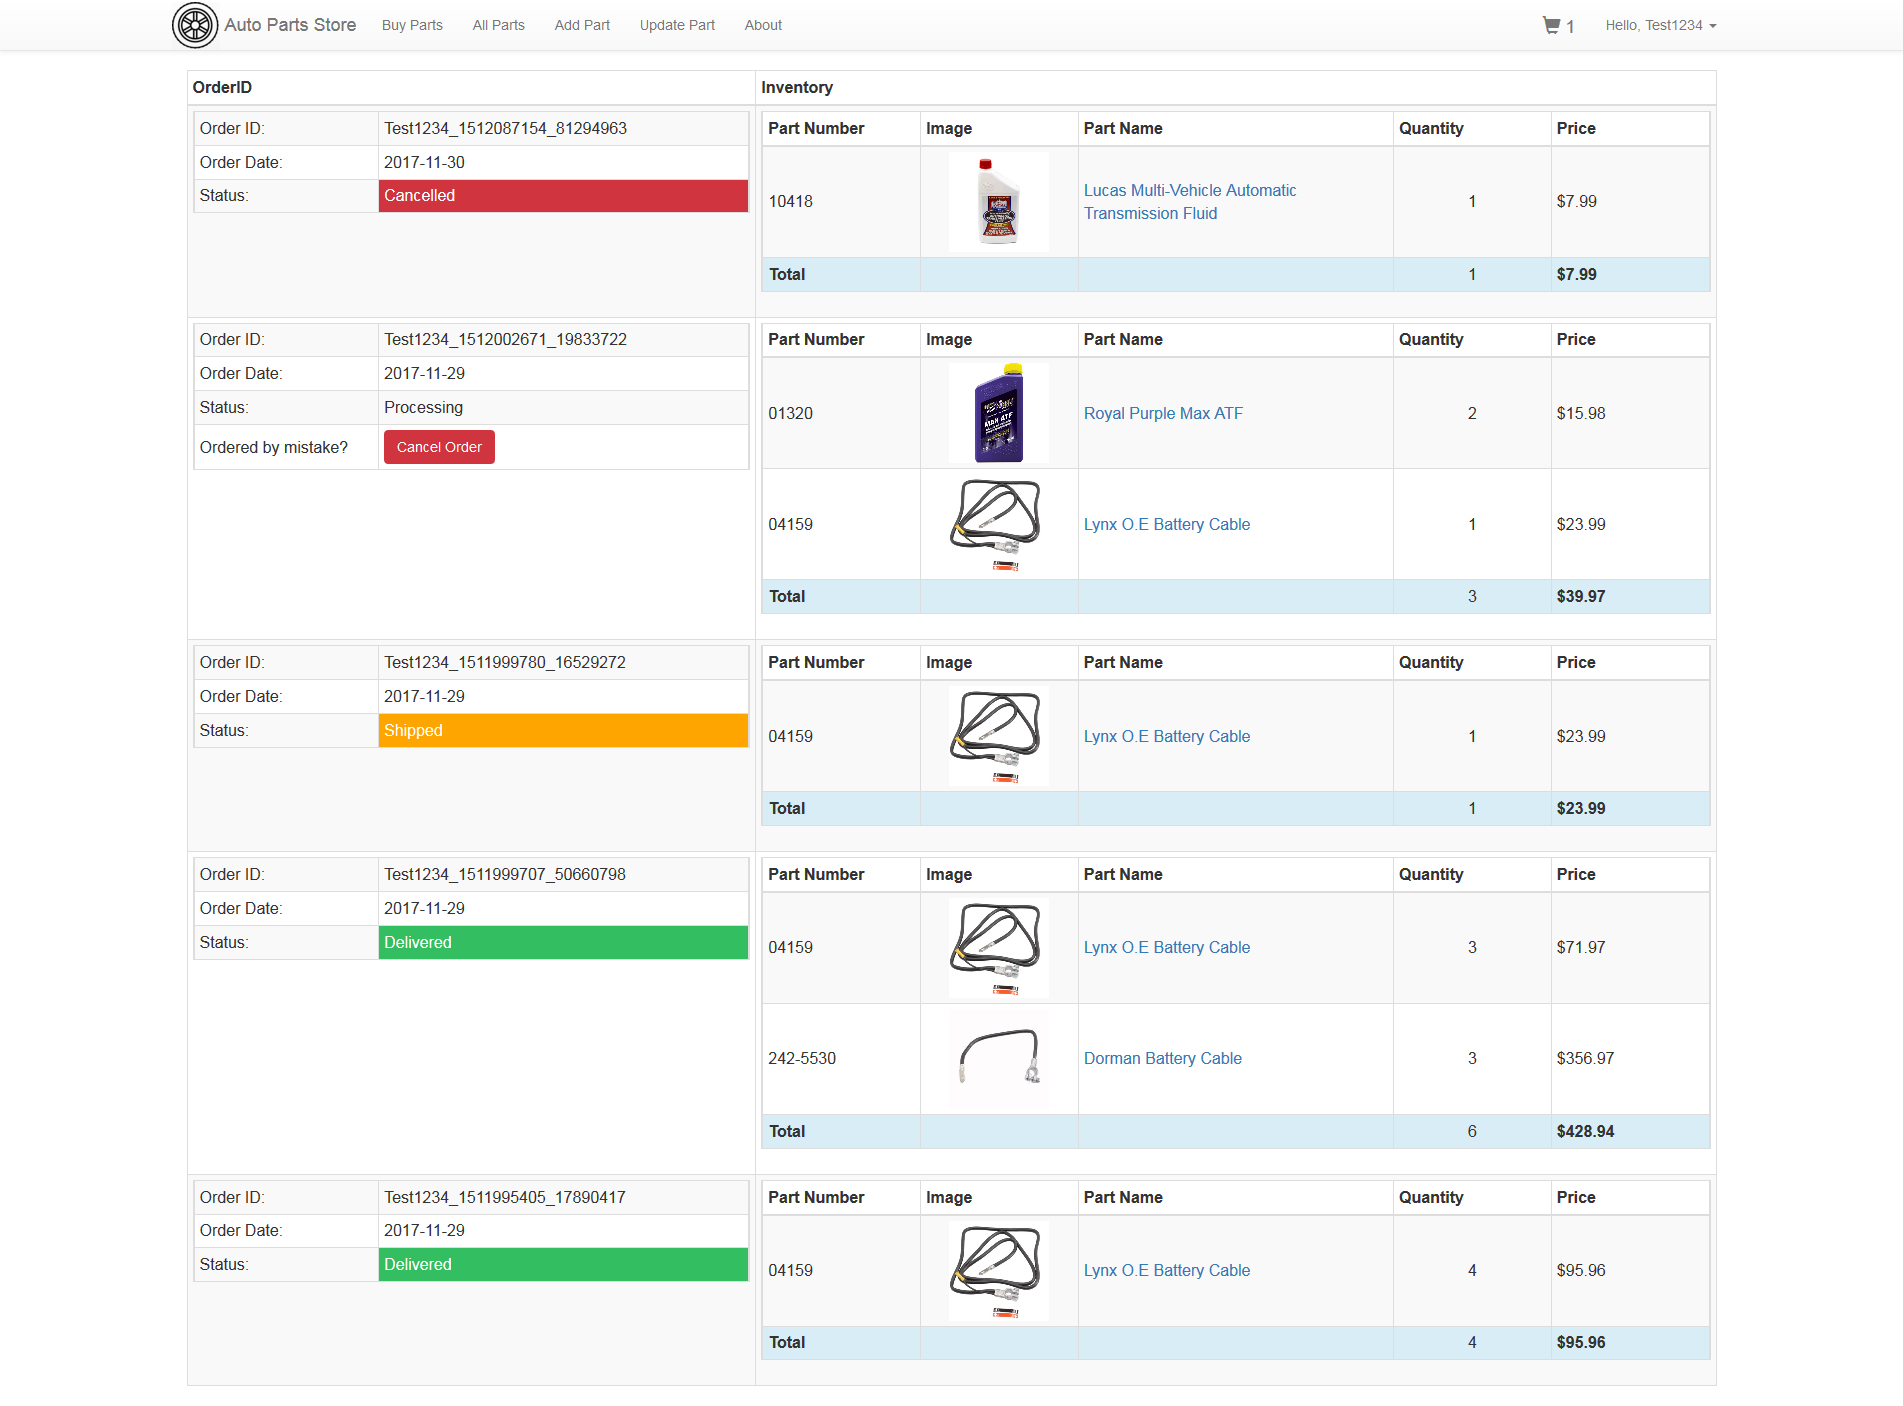 Auto Parts Store Buy Parts All Parts Add Part Update Part About 1 Hello, Test1234
OrderID Inventory
Order ID: Test1234_1512087154_81294963
Order Date: 2017-11-30
Status: Cancelled
Part Number Image Part Name Quantity Price
10418 Lucas Multi-Vehicle Automatic
Transmission Fluid 1 $7.99
Total 1 $7.99
Order ID: Test1234_1512002671_19833722
Order Date: 2017-11-29
Status: Processing
Ordered by mistake? Cancel Order
Part Number Image Part Name Quantity Price
01320 MAX ATF Royal Purple Max ATF 2 $15.98
04159 Lynx O.E Battery Cable 1 $23.99
Total 3 $39.97
Order ID: Test1234_1511999780_16529272
Order Date: 2017-11-29
Status: Shipped
Part Number Image Part Name Quantity Price
04159 Lynx O.E Battery Cable 1 $23.99
Total 1 $23.99
Order ID: Test1234_1511999707_50660798
Order Date: 2017-11-29
Status: Delivered
Part Number Image Part Name Quantity Price
04159 Lynx O.E Battery Cable 3 $71.97
242-5530 Dorman Battery Cable 3 $356.97
Total 6 $428.94
Order ID: Test1234_1511995405_17890417
Order Date: 2017-11-29
Status: Delivered
Part Number Image Part Name Quantity Price
04159 Lynx O.E Battery Cable 4 $95.96
Total 4 $95.96